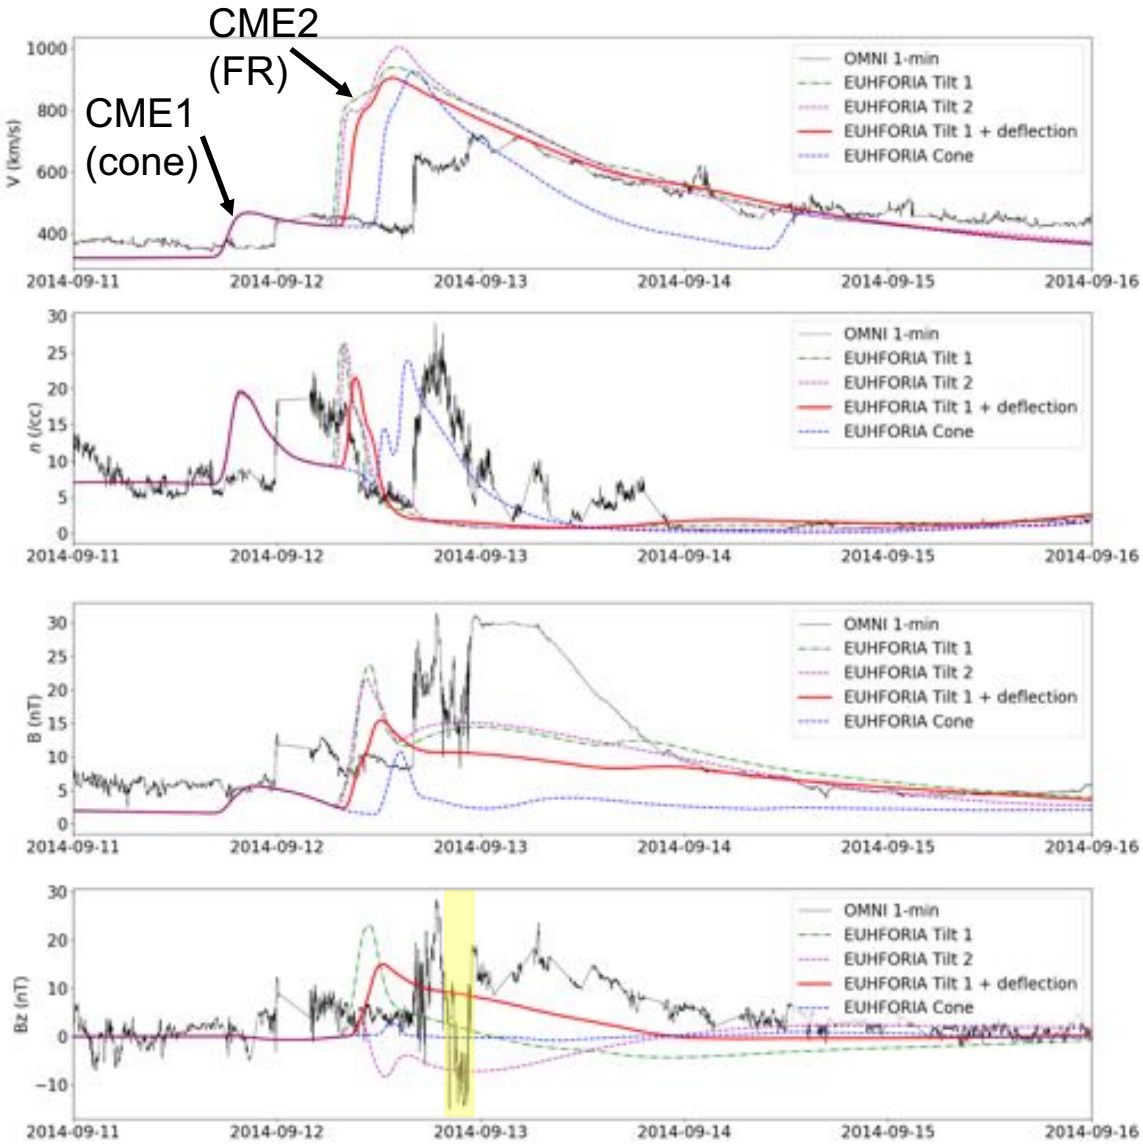 CME2
(FR)
CME1
(cone)
1000
800
600
400
V (km/s)
OMNI 1-min
EUHFORIA Tilt 1
EUHFORIA Tilt 2
EUHFORIA Tilt 1 + deflection
EUHFORIA Cone
2014-09-11 2014-09-12 2014-09-13 2014-09-14 2014-09-15 2014-09-16
30
25
20
15
10
5
0
n (/cc)
OMNI 1-min
EUHFORIA Tilt 1
EUHFORIA Tilt 2
EUHFORIA Tilt 1 + deflection
EUHFORIA Cone
2014-09-11 2014-09-12 2014-09-13 2014-09-14 2014-09-15 2014-09-16
30
25
20
15
10
5
0
B (nT)
OMNI 1-min
EUHFORIA Tilt 1
EUHFORIA Tilt 2
EUHFORIA Tilt 1 + deflection
EUHFORIA Cone
2014-09-11 2014-09-12 2014-09-13 2014-09-14 2014-09-15 2014-09-16
30
20
10
0
−10
Bz (nT)
OMNI 1-min
EUHFORIA Tilt 1
EUHFORIA Tilt 2
EUHFORIA Tilt 1 + deflection
EUHFORIA Cone
2014-09-11 2014-09-12 2014-09-13 2014-09-14 2014-09-15 2014-09-16